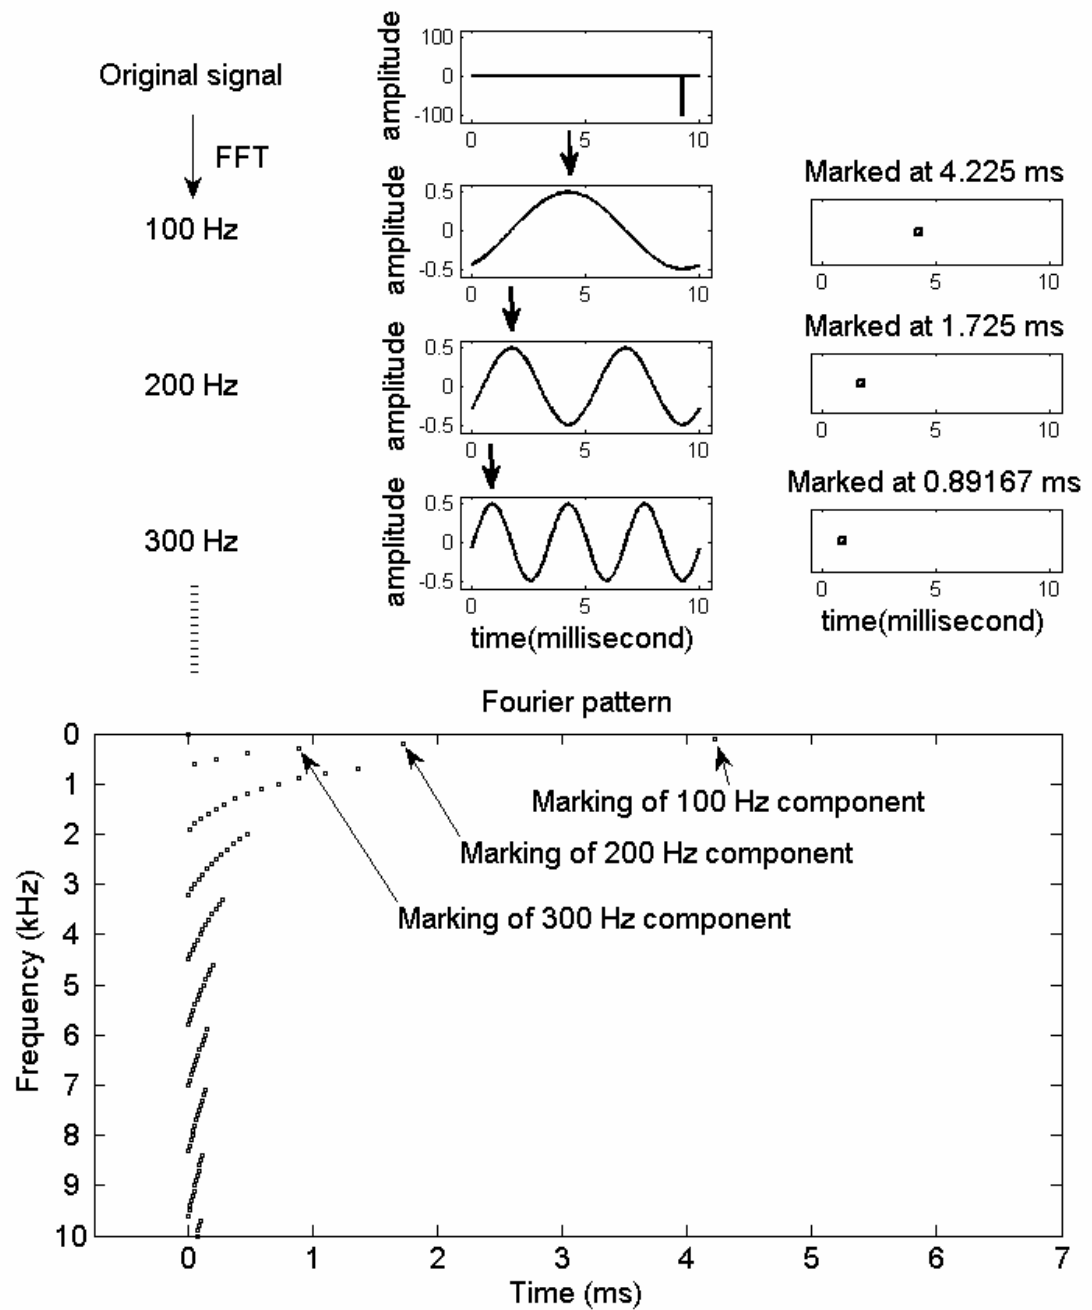 Original signal
FFT
amplitude
100
0
-100
0 5 10
100 Hz
amplitude
0.5
0
-0.5
0 5 10
Marked at 4.225 ms
0 5 10
200 Hz
amplitude
0.5
0
-0.5
0 5 10
Marked at 1.725 ms
0 5 10
300 Hz
amplitude
0.5
0
-0.5
0 5 10
time(millisecond)
Marked at 0.89167 ms
0 5 10
time(millisecond)
Fourier pattern
Frequency (kHz)
0
1
2
3
4
5
6
7
8
9
10
Marking of 100 Hz component
Marking of 200 Hz component
Marking of 300 Hz component
0 1 2 3 4 5 6 7
Time (ms)